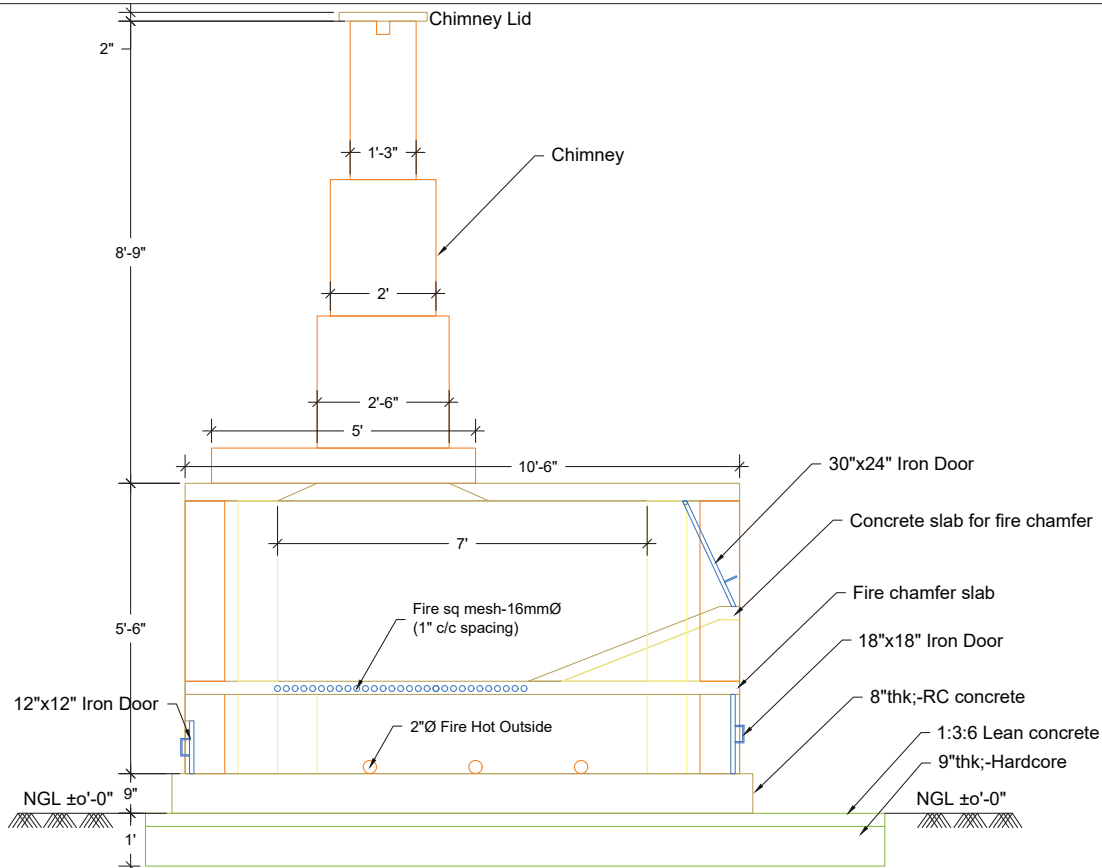 Chimney Lid
2"
1'-3"
Chimney
8'-9"
2'
2'-6"
5'
10'-6"
30"x24" Iron Door
Concrete slab for fire chamfer
7'
Fire sq mesh-16mmØ
(1" c/c spacing)
Fire chamfer slab
5'-6"
18"x18" Iron Door
8"thk;-RC concrete
12"x12" Iron Door
2"Ø Fire Hot Outside
1:3:6 Lean concrete
9"thk;-Hardcore
NGL ±o'-0"
9"
NGL ±o'-0"
1'